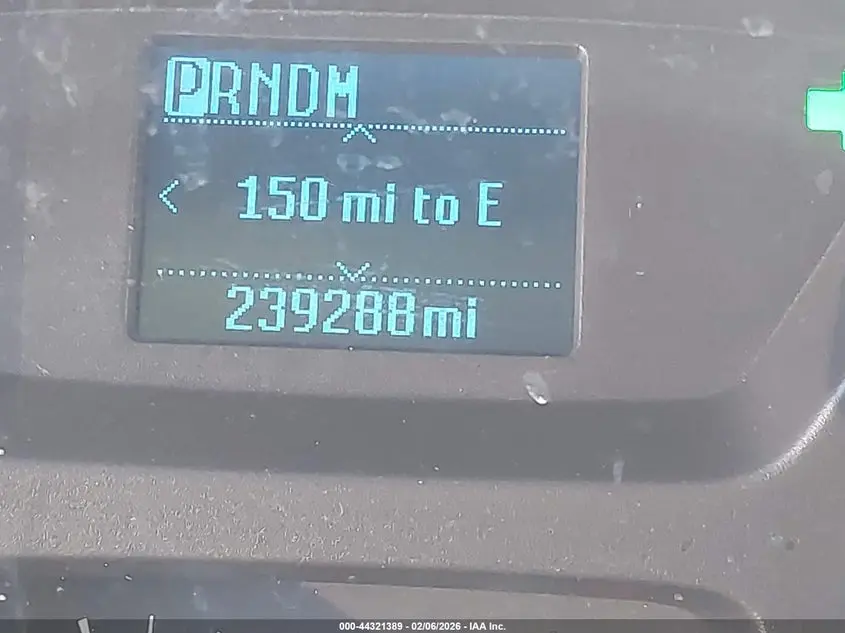 PRNDM
150 mi to E
239288mi
000-44321389 - 02/06/2026 - IAA Inc.